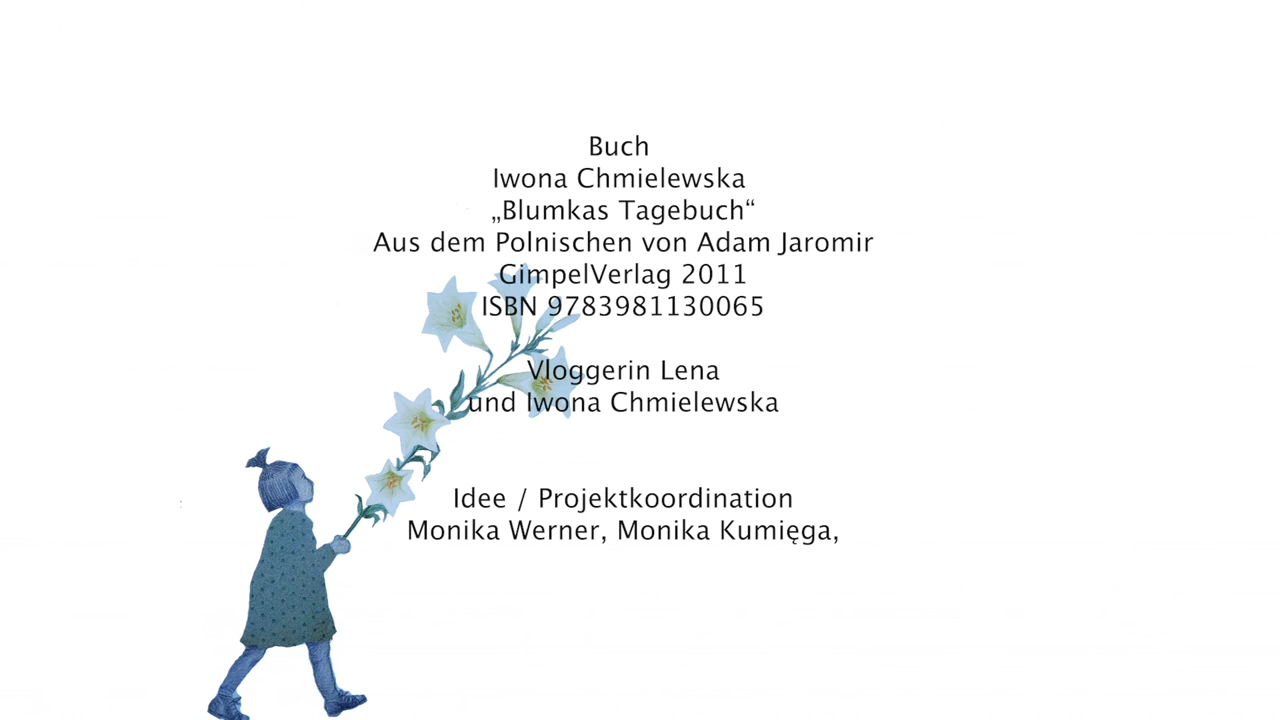 Buch
Iwona Chmielewska
„Blumkas Tagebuch“
Aus dem Polnischen von Adam Jaromir
GimpelVerlag 2011
ISBN 9783981130065
Vloggerin Lena
und Iwona Chmielewska
Idee / Projektkoordination
Monika Werner, Monika Kumięga,